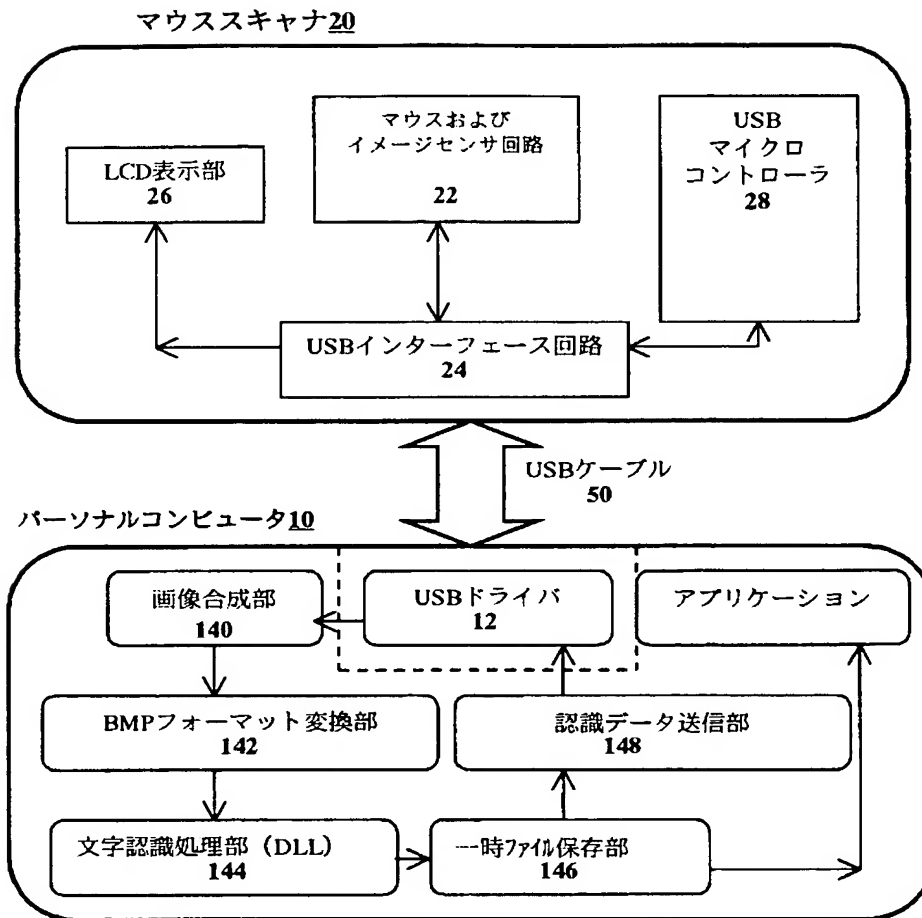 マウススキャナ20
マウスおよび
イメージセンサ回路
22
USB
マイクロ
コントローラ
28
LCD表示部
26
USBインターフェース回路
24
USBケーブル
50
パーソナルコンピュータ10
画像合成部
140
USBドライバ
12
アプリケーション
BMPフォーマット変換部
142
認識データ送信部
148
文字認識処理部（DLL）
144
一時ファイル保存部
146